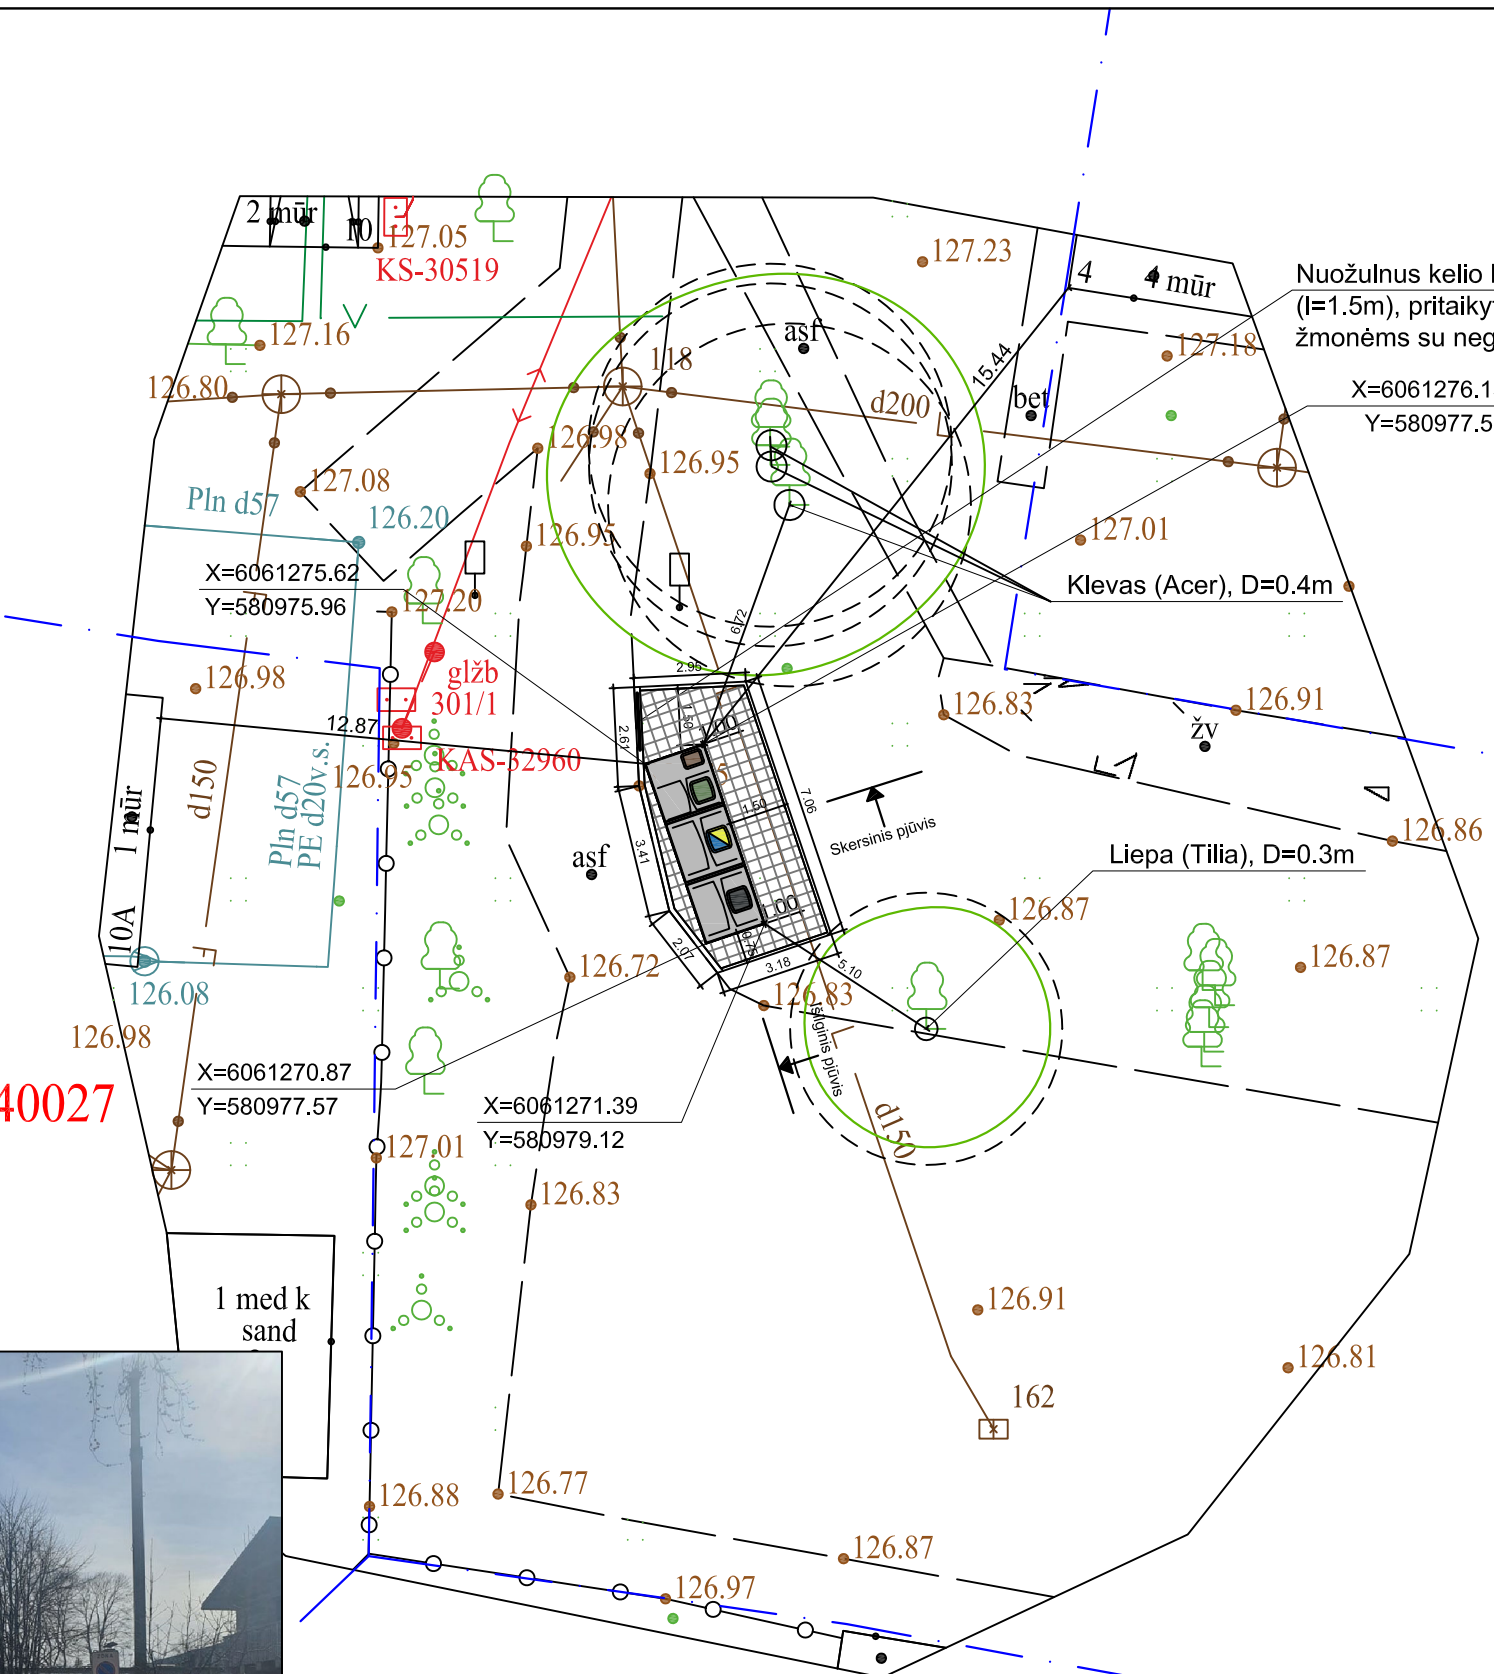 2 mūr
10
127.05
KS-30519
127.23
4
4 mūr
Nuožulnus kelio
(l=1.5m),
žmonėms su
127.16
118
asf
127.18
126.80
d200
15.44
bet
X=6061276.1
Y=580977.5
126.98
126.95
127.08
Pln d57
126.20
126.95
127.01
X=6061275.62
Y=580975.96
127.20
Klevas (Acer), D=0.4m
6.72
F
L
126.98
glžb
301/1
2.95
126.83
126.91
12.87
2.61
1.50
1.00
žv
KAS-32960
126.95
d150
Pln d57
PE d20v.s.
1 mūr
7.06
1.50
Skersinis pjūvis
126.86
3.41
asf
Liepa (Tilia), D=0.3m
10A
1.00
126.87
F
2.07
0.75
3.18
5.10
126.72
126.87
126.08
126.83
126.98
Išilginis pjūvis
L
X=6061270.87
Y=580977.57
X=6061271.39
Y=580979.12
40027
d150
127.01
126.83
1 med k
sand
126.91
126.81
162
126.88
126.77
126.87
126.97